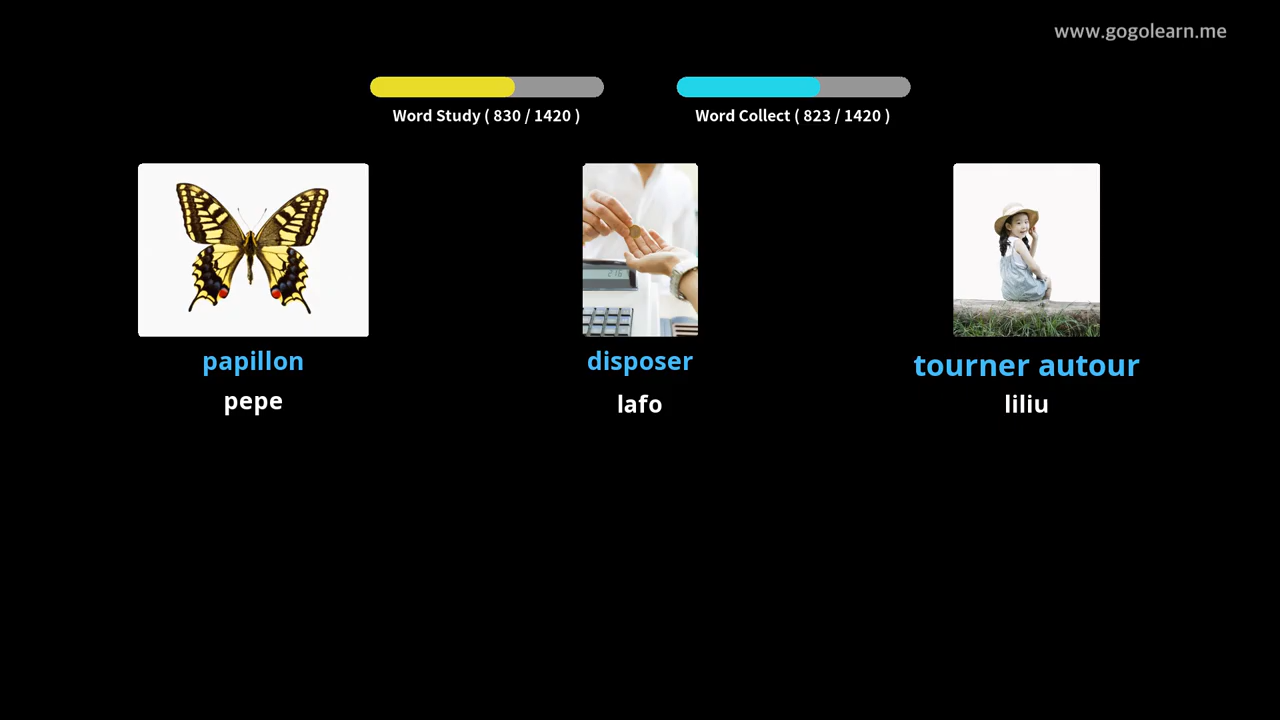 www.gogolearn.me
Word Study ( 830 / 1420 )
Word Collect ( 823 / 1420 )
papillon
disposer
tourner autour
pepe
lafo
liliu